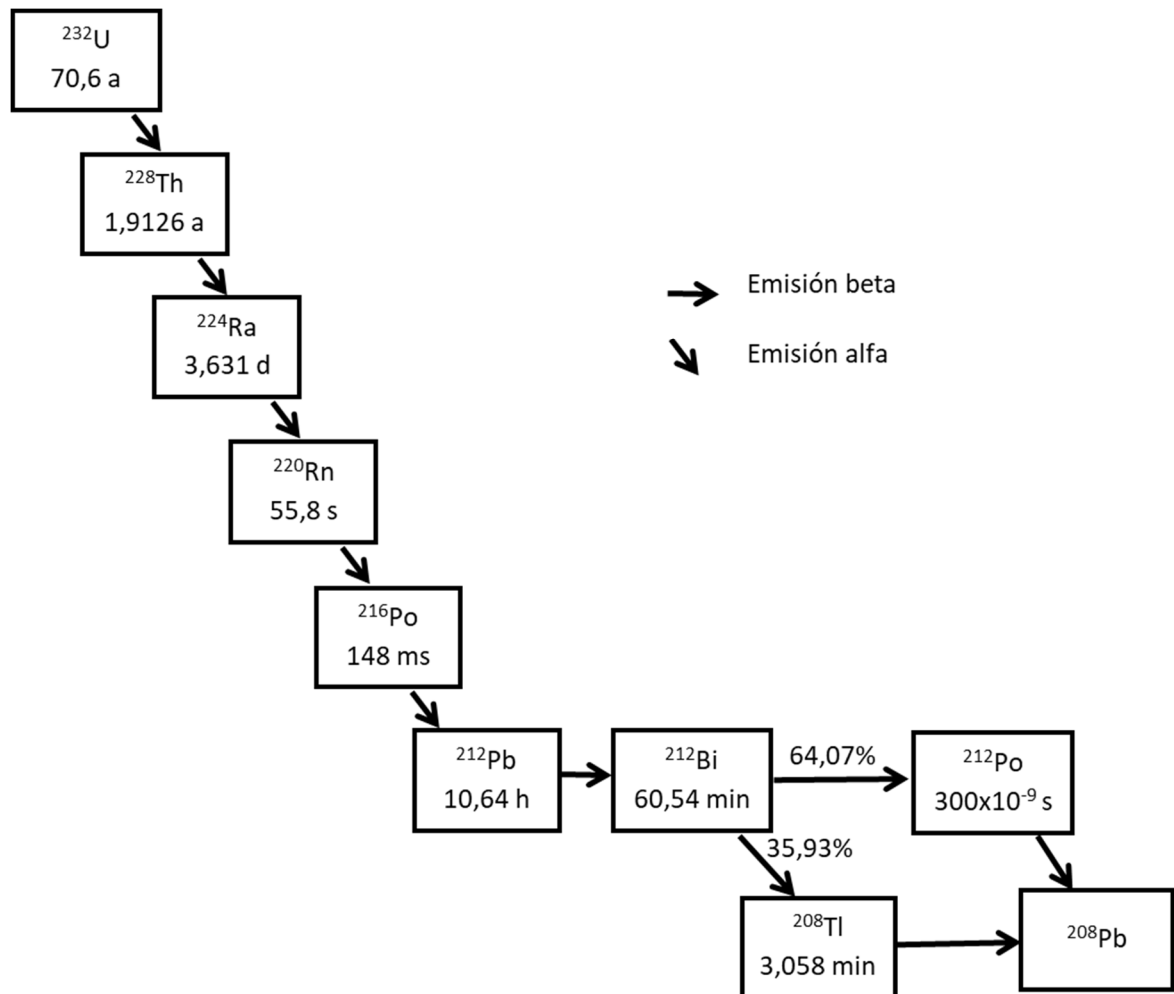 ²³²U
70,6 a
²²⁸Th
1,9126 a
²²⁴Ra
3,631 d
²²⁰Rn
55,8 s
²¹⁶Po
148 ms
²¹²Pb
10,64 h
²¹²Bi
60,54 min
64,07%
²¹²Po
300x10⁻⁹ s
35,93%
²⁰⁸Tl
3,058 min
²⁰⁸Pb
Emisión beta
Emisión alfa